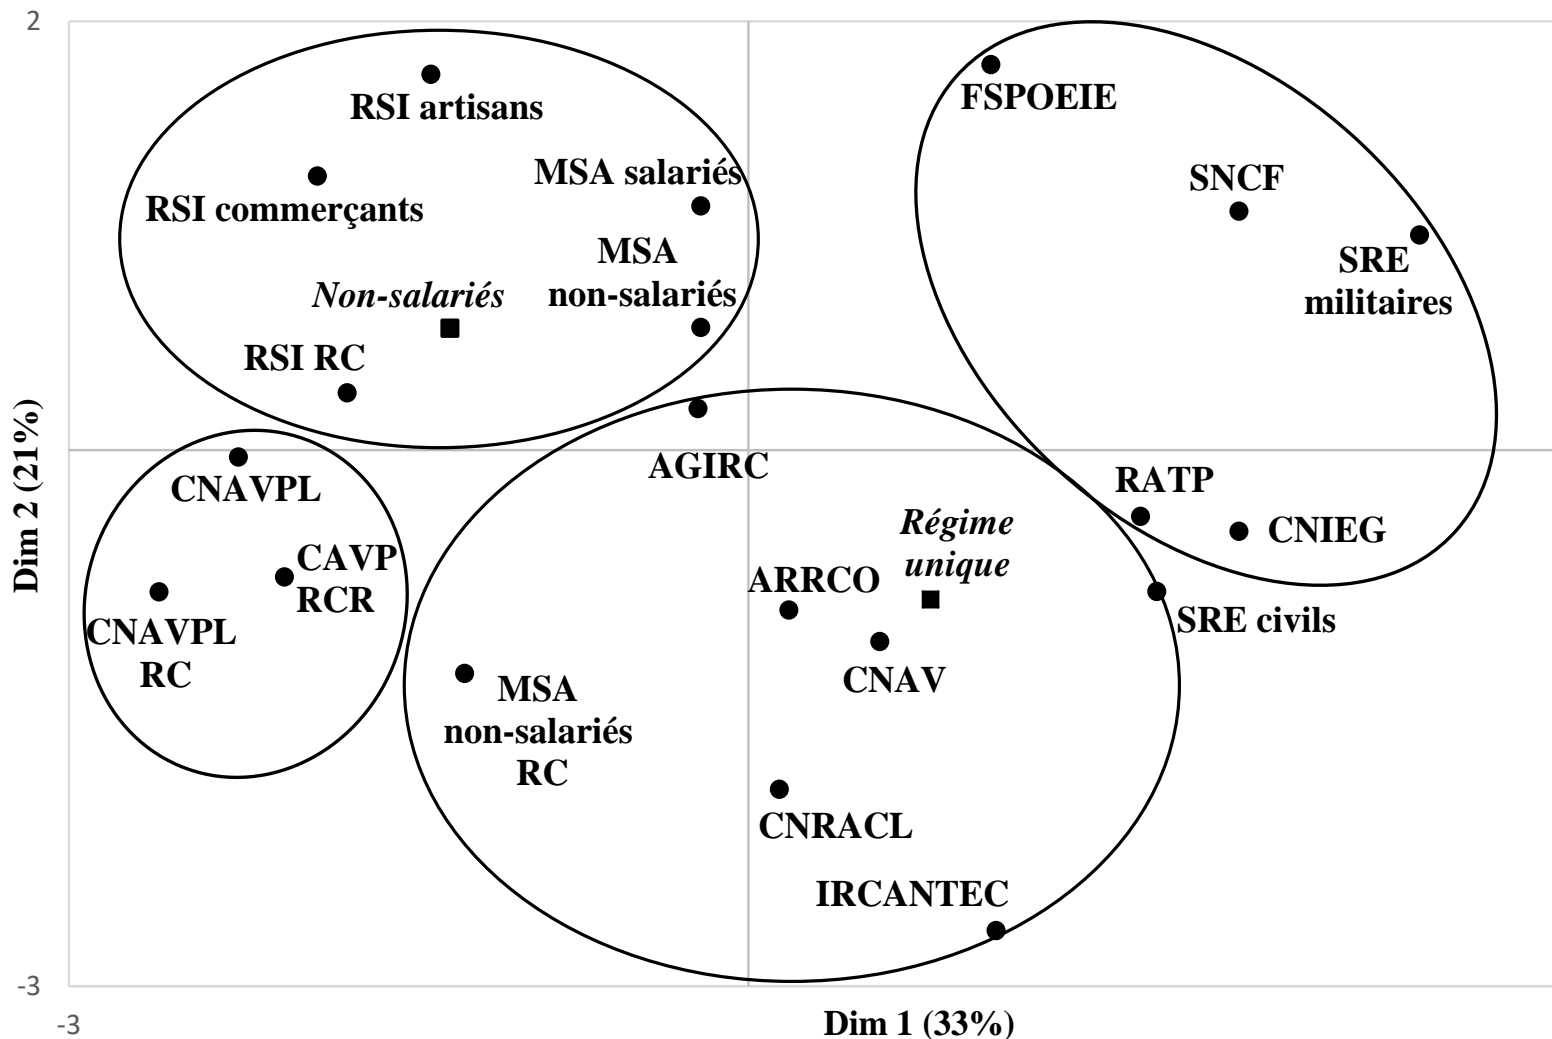 2
FSPOEIE
RSI artisans
MSA salariés
SNCF
RSI commerçants
MSA
non-salariés
SRE
militaires
Non-salariés
RSI RC
Dim 2 (21%)
AGIRC
CNAVPL
RATP
CNIEG
Régime
unique
CAVP
RCR
ARRCO
SRE civils
CNAVPL
RC
CNAV
MSA
non-salariés
RC
CNRACL
IRCANTEC
-3
-3
Dim 1 (33%)